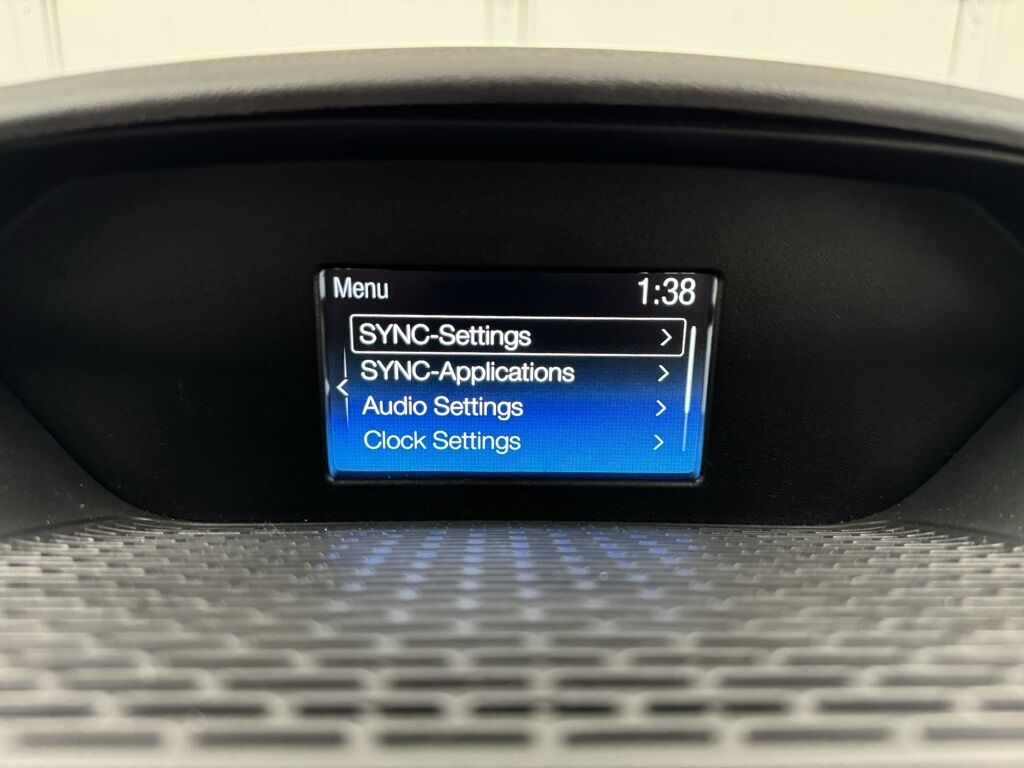 Menu 1:38
SYNC-Settings
SYNC-Applications
Audio Settings
Clock Settings